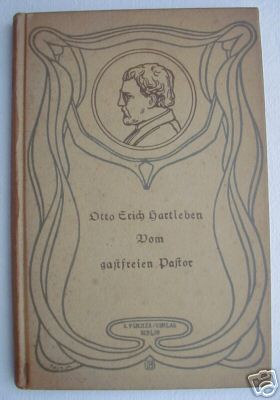 Otto Erich Hartleben
Vom
gastfreien Pastor
S. FISCHER / VERLAG
BERLIN